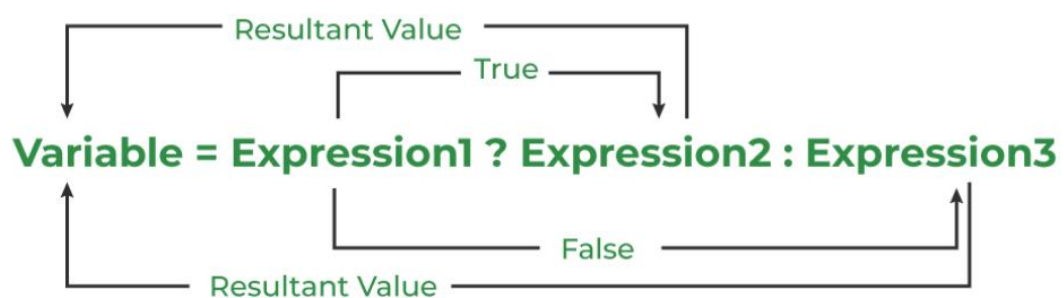 Resultant Value
True
Variable = Expression1 ? Expression2 : Expression3
False
Resultant Value